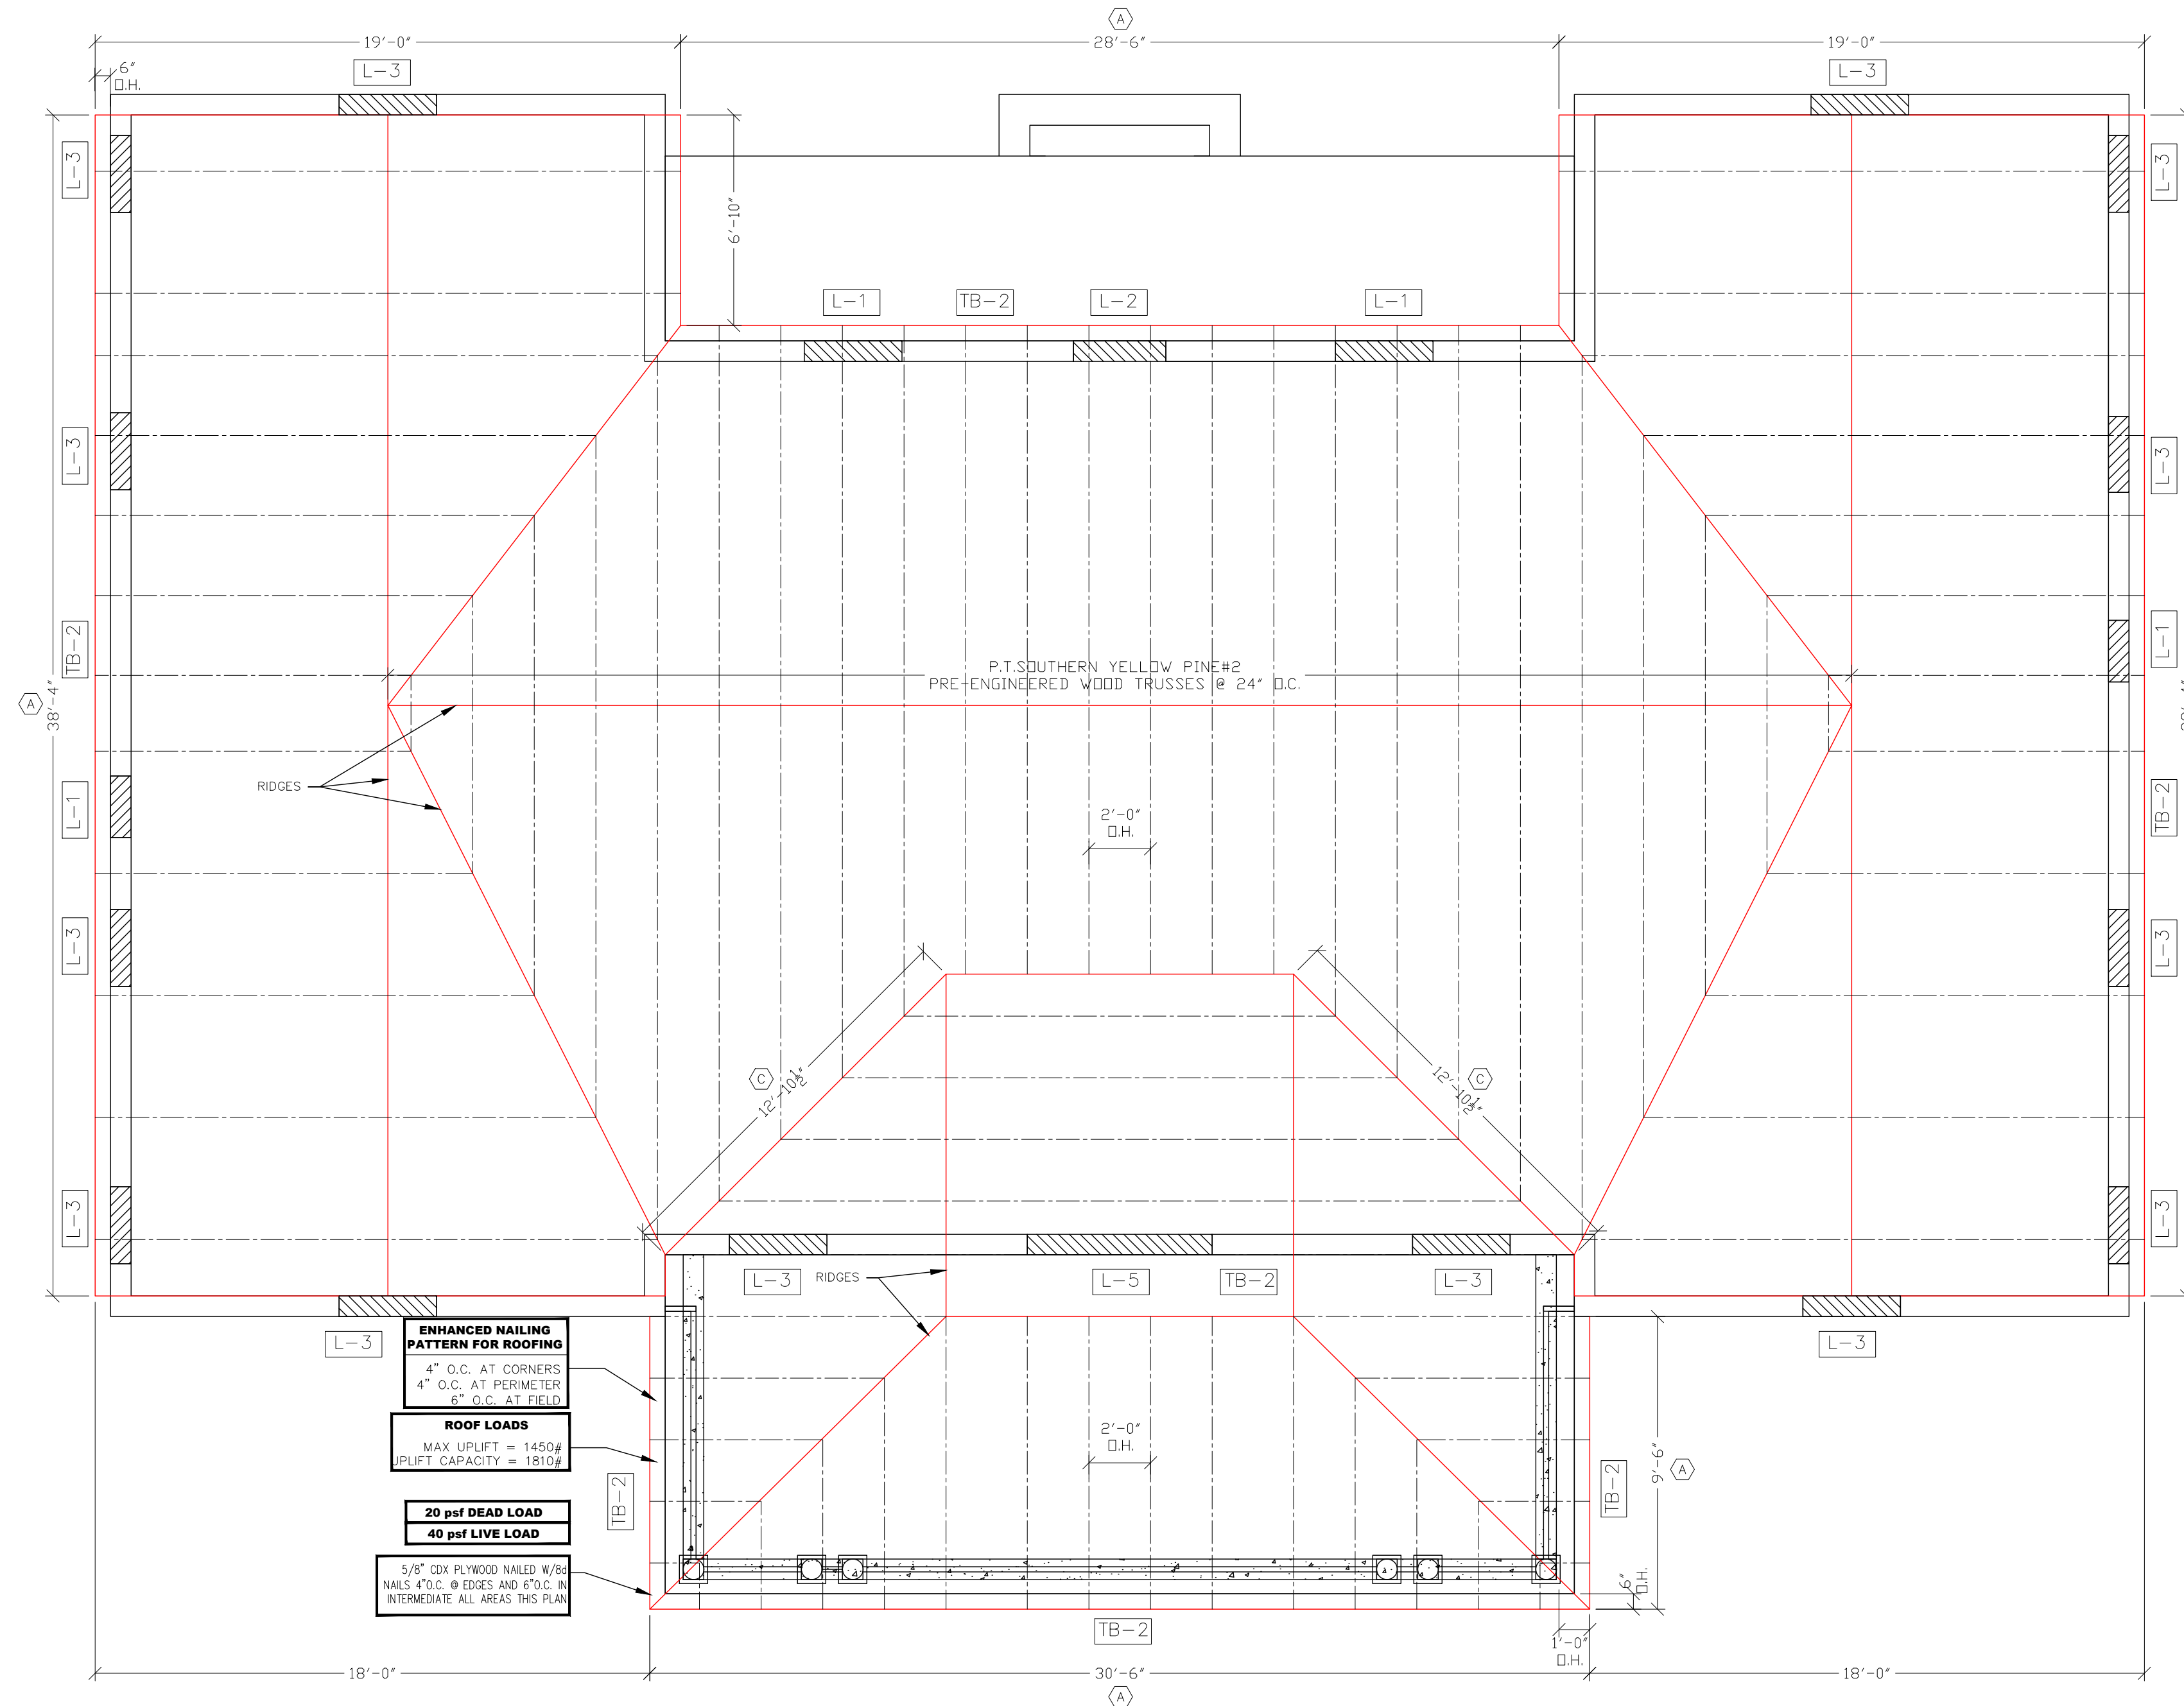 A
19'-0"
28'-6"
19'-0"
6"
O.H.
L-3
L-3
L-3
L-3
6'-10"
L-1
TB-2
L-2
L-1
L-3
L-3
TB-2
L-1
P.T.SOUTHERN YELLOW PINE#2
PRE-ENGINEERED WOOD TRUSSES @ 24" O.C.
A
38'-4"
RIDGES
L-1
2'-0"
O.H.
TB-2
L-3
L-3
C
12'-10 1/2"
C
12'-10 1/2"
L-3
L-3
L-3
RIDGES
L-5
TB-2
L-3
L-3
L-3
ENHANCED NAILING
PATTERN FOR ROOFING
4" O.C. AT CORNERS
4" O.C. AT PERIMETER
6" O.C. AT FIELD
ROOF LOADS
MAX UPLIFT = 1450#
UPLIFT CAPACITY = 1810#
2'-0"
O.H.
TB-2
TB-2
9'-6"
A
20 psf DEAD LOAD
40 psf LIVE LOAD
5/8" CDX PLYWOOD NAILED W/8d
NAILS 4"O.C. @ EDGES AND 6"O.C. IN
INTERMEDIATE ALL AREAS THIS PLAN
6"
O.H.
TB-2
1'-0"
O.H.
18'-0"
30'-6"
18'-0"
A